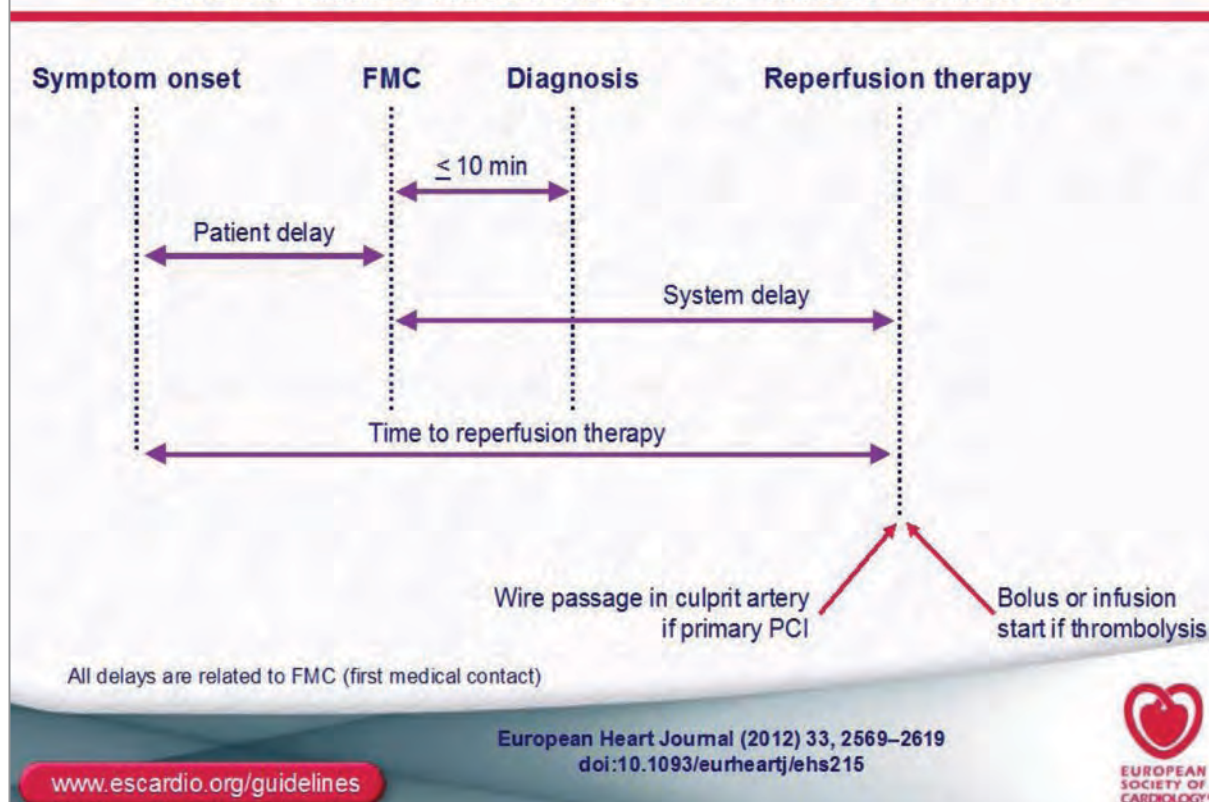 Symptom onset
FMC
Diagnosis
Reperfusion therapy
≤ 10 min
Patient delay
System delay
Time to reperfusion therapy
Wire passage in culprit artery
if primary PCI
Bolus or infusion
start if thrombolysis
All delays are related to FMC (first medical contact)
European Heart Journal (2012) 33, 2569–2619
doi:10.1093/eurheartj/ehs215
www.escardio.org/guidelines
EUROPEAN
SOCIETY OF
CARDIOLOGY®